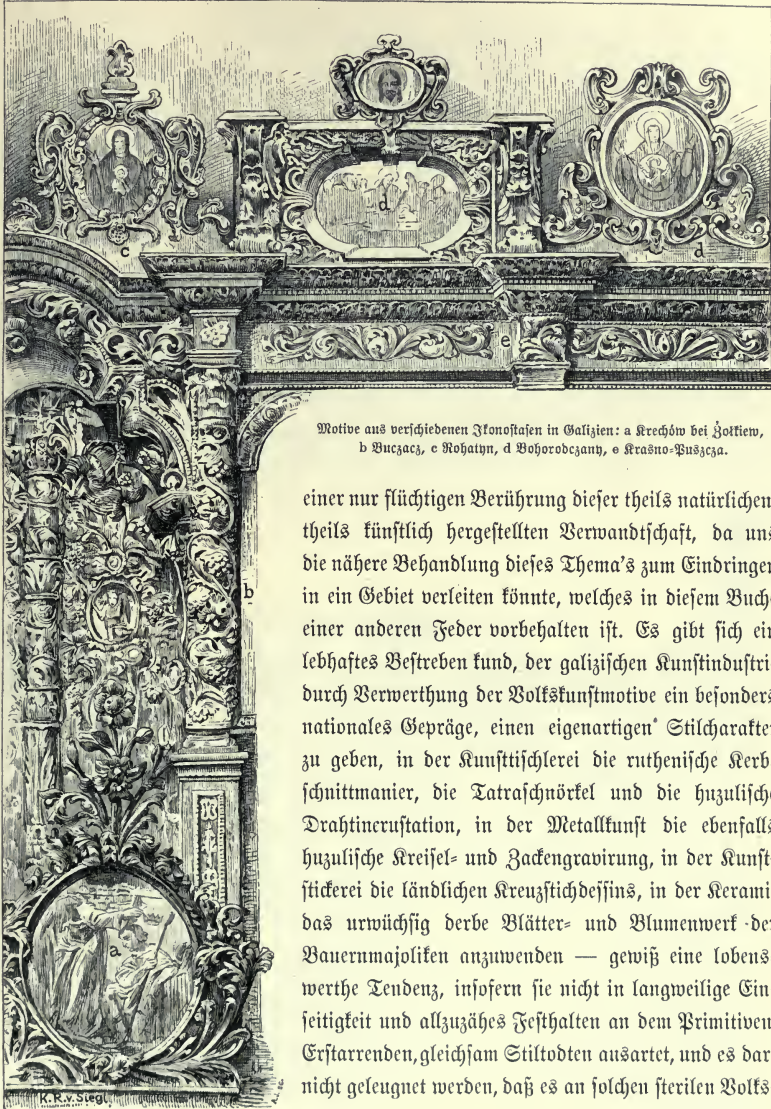 d
c
d
e
Motive aus verschiedenen Ikonostasen in Galizien: a Krechów bei Żołkiew,
b Buczacz, c Rohatyn, d Bohorodczany, e Krasno-Puszcza.
einer nur flüchtigen Berührung dieser theils natürlichen
theils künstlich hergestellten Verwandtschaft, da uns
die nähere Behandlung dieses Thema's zum Eindringen
in ein Gebiet verleiten könnte, welches in diesem Buche
b
einer anderen Feder vorbehalten ist. Es gibt sich ein
lebhaftes Bestreben kund, der galizischen Kunstindustrie
durch Verwerthung der Volkskunstmotive ein besonders
nationales Gepräge, einen eigenartigen Stilcharakter
zu geben, in der Kunsttischlerei die ruthenische Kerb-
schnittmanier, die Tatraschnörkel und die huzulische
Drahtincrustation, in der Metallkunst die ebenfalls
huzulische Kreisel- und Zackengravirung, in der Kunst-
stickerei die ländlichen Kreuzstichdessins, in der Keramik
das urwüchsig derbe Blätter- und Blumenwerk der
Bauernmajoliken anzuwenden — gewiß eine lobens-
werthe Tendenz, insofern sie nicht in langweilige Ein-
seitigkeit und allzuzähes Festhalten an dem Primitiven,
Erstarrenden, gleichsam Stiltodten ausartet, und es darf
nicht geleugnet werden, daß es an solchen sterilen Volks-
a
K.R.v.Siegl.